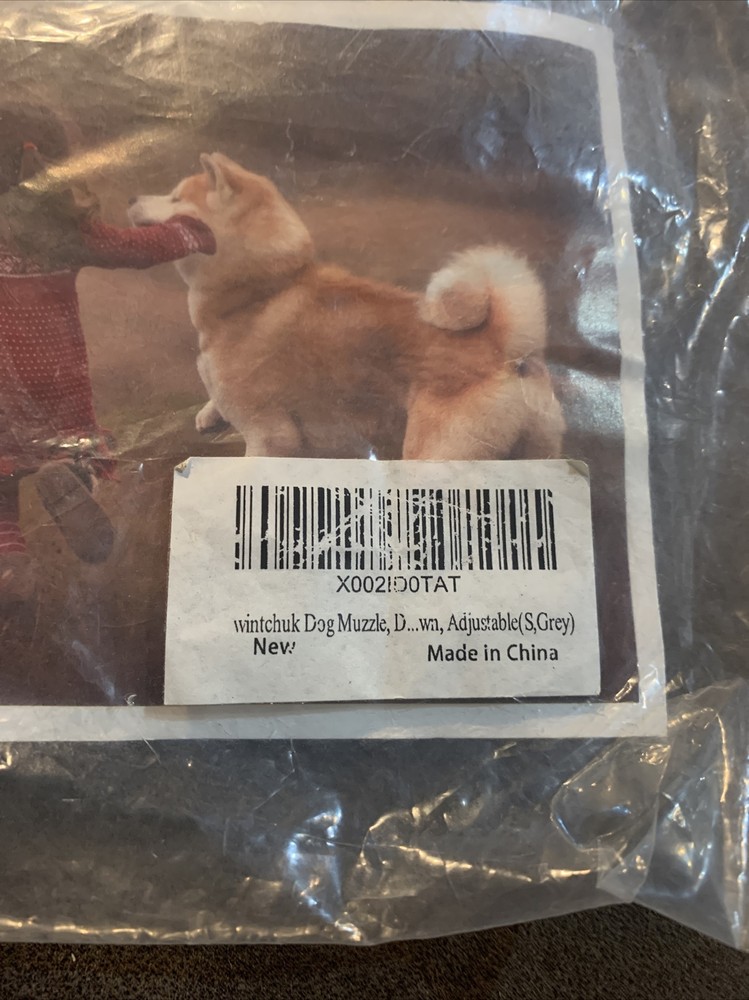 X002ID0TAT
wintchuk Dog Muzzle, D...wn, Adjustable(S,Grey)
New
Made in China